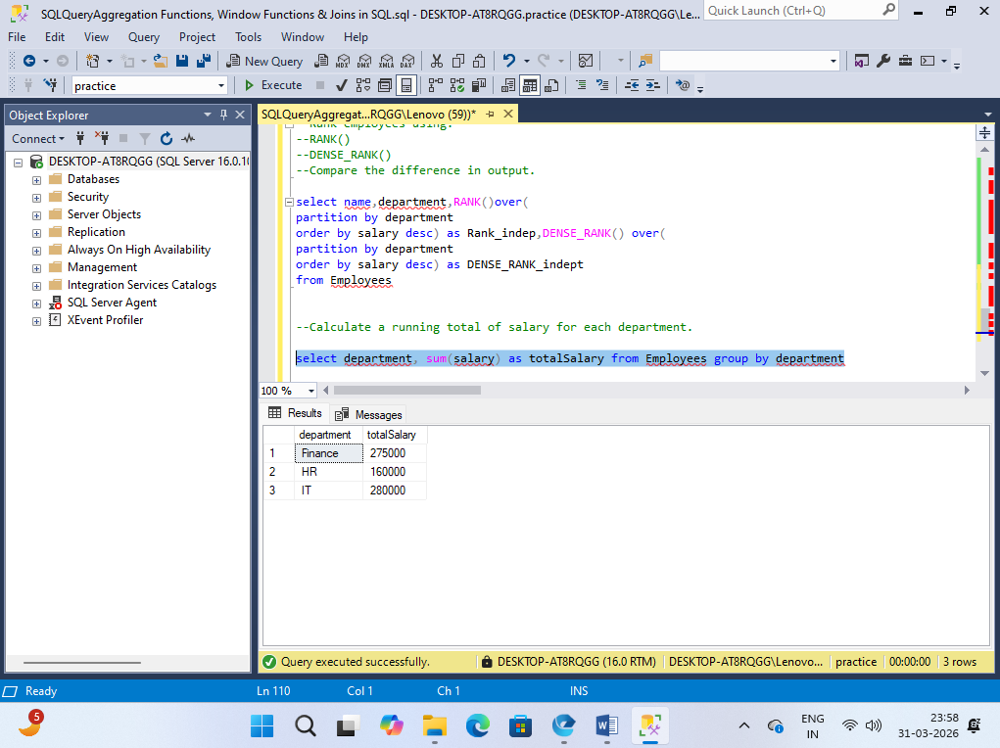 SQLQueryAggregation Functions, Window Functions & Joins in SQL.sql - DESKTOP-AT8RQGG.practice (DESKTOP-AT8RQGG\Le...
Quick Launch (Ctrl+Q)
File Edit View Query Project Tools Window Help
New Query
MDX DMX XMLA DAX
practice
Execute
Object Explorer
Connect
DESKTOP-AT8RQGG (SQL Server 16.0.10
Databases
Security
Server Objects
Replication
Always On High Availability
Management
Integration Services Catalogs
SQL Server Agent
XEvent Profiler
SQLQueryAggregat...RQGG\Lenovo (59))*
--Rank employees using:
--RANK()
--DENSE_RANK()
--Compare the difference in output.
select name,department,RANK()over(
partition by department
order by salary desc) as Rank_indep,DENSE_RANK() over(
partition by department
order by salary desc) as DENSE_RANK_indept
from Employees
--Calculate a running total of salary for each department.
select department, sum(salary) as totalSalary from Employees group by department
100 %
Results Messages
department totalSalary
1 Finance 275000
2 HR 160000
3 IT 280000
Query executed successfully.
DESKTOP-AT8RQGG (16.0 RTM)
DESKTOP-AT8RQGG\Lenovo...
practice
00:00:00
3 rows
Ready
Ln 110
Col 1
Ch 1
INS
5
ENG
IN
23:58
31-03-2026